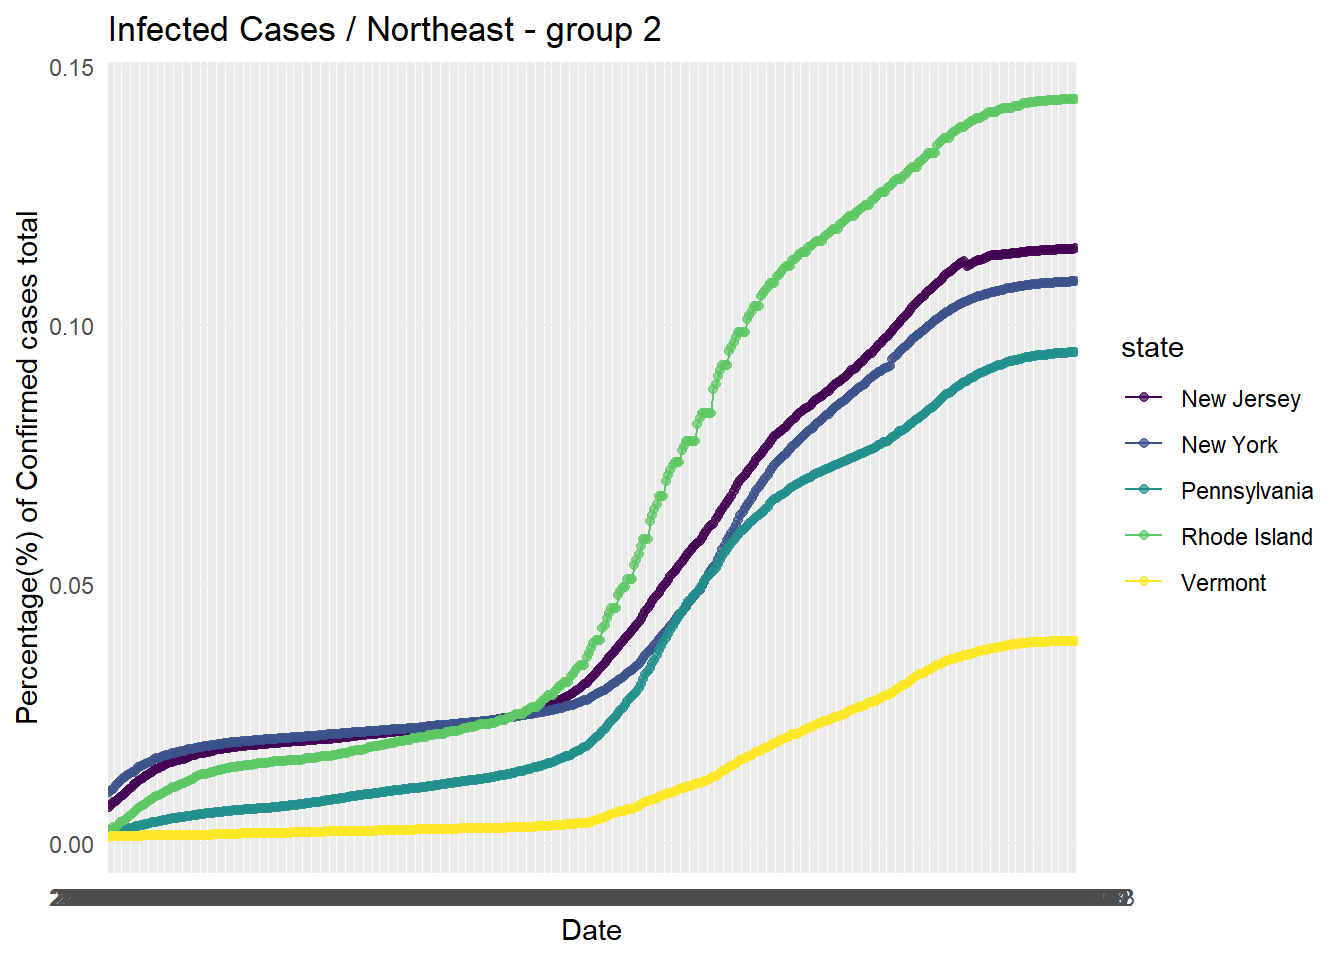 Infected Cases / Northeast - group 2
0.15
0.10
0.05
0.00
Percentage(%) of Confirmed cases total
Date
state
New Jersey
New York
Pennsylvania
Rhode Island
Vermont